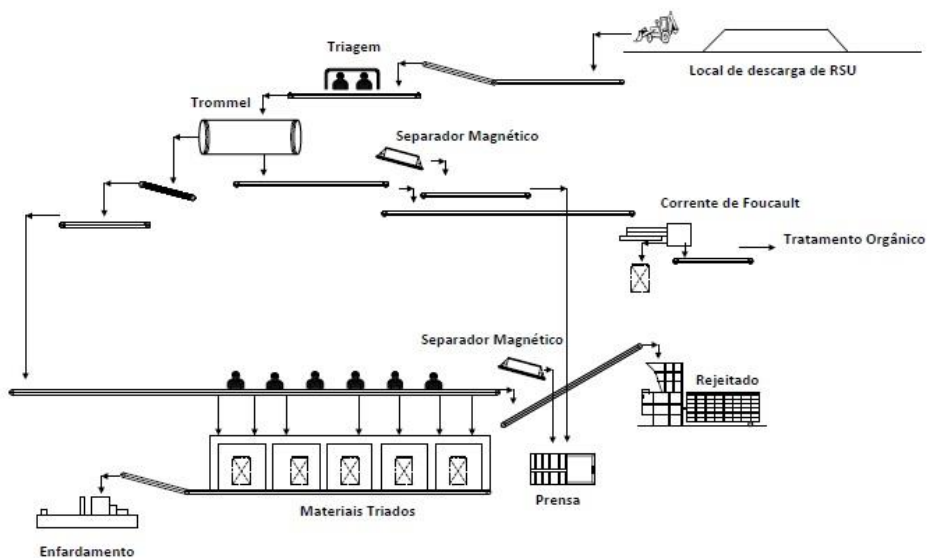 Triagem
Local de descarga de RSU
Trommel
Separador Magnético
Corrente de Foucault
Tratamento Orgânico
Separador Magnético
Rejeitado
Prensa
Materiais Triados
Enfardamento